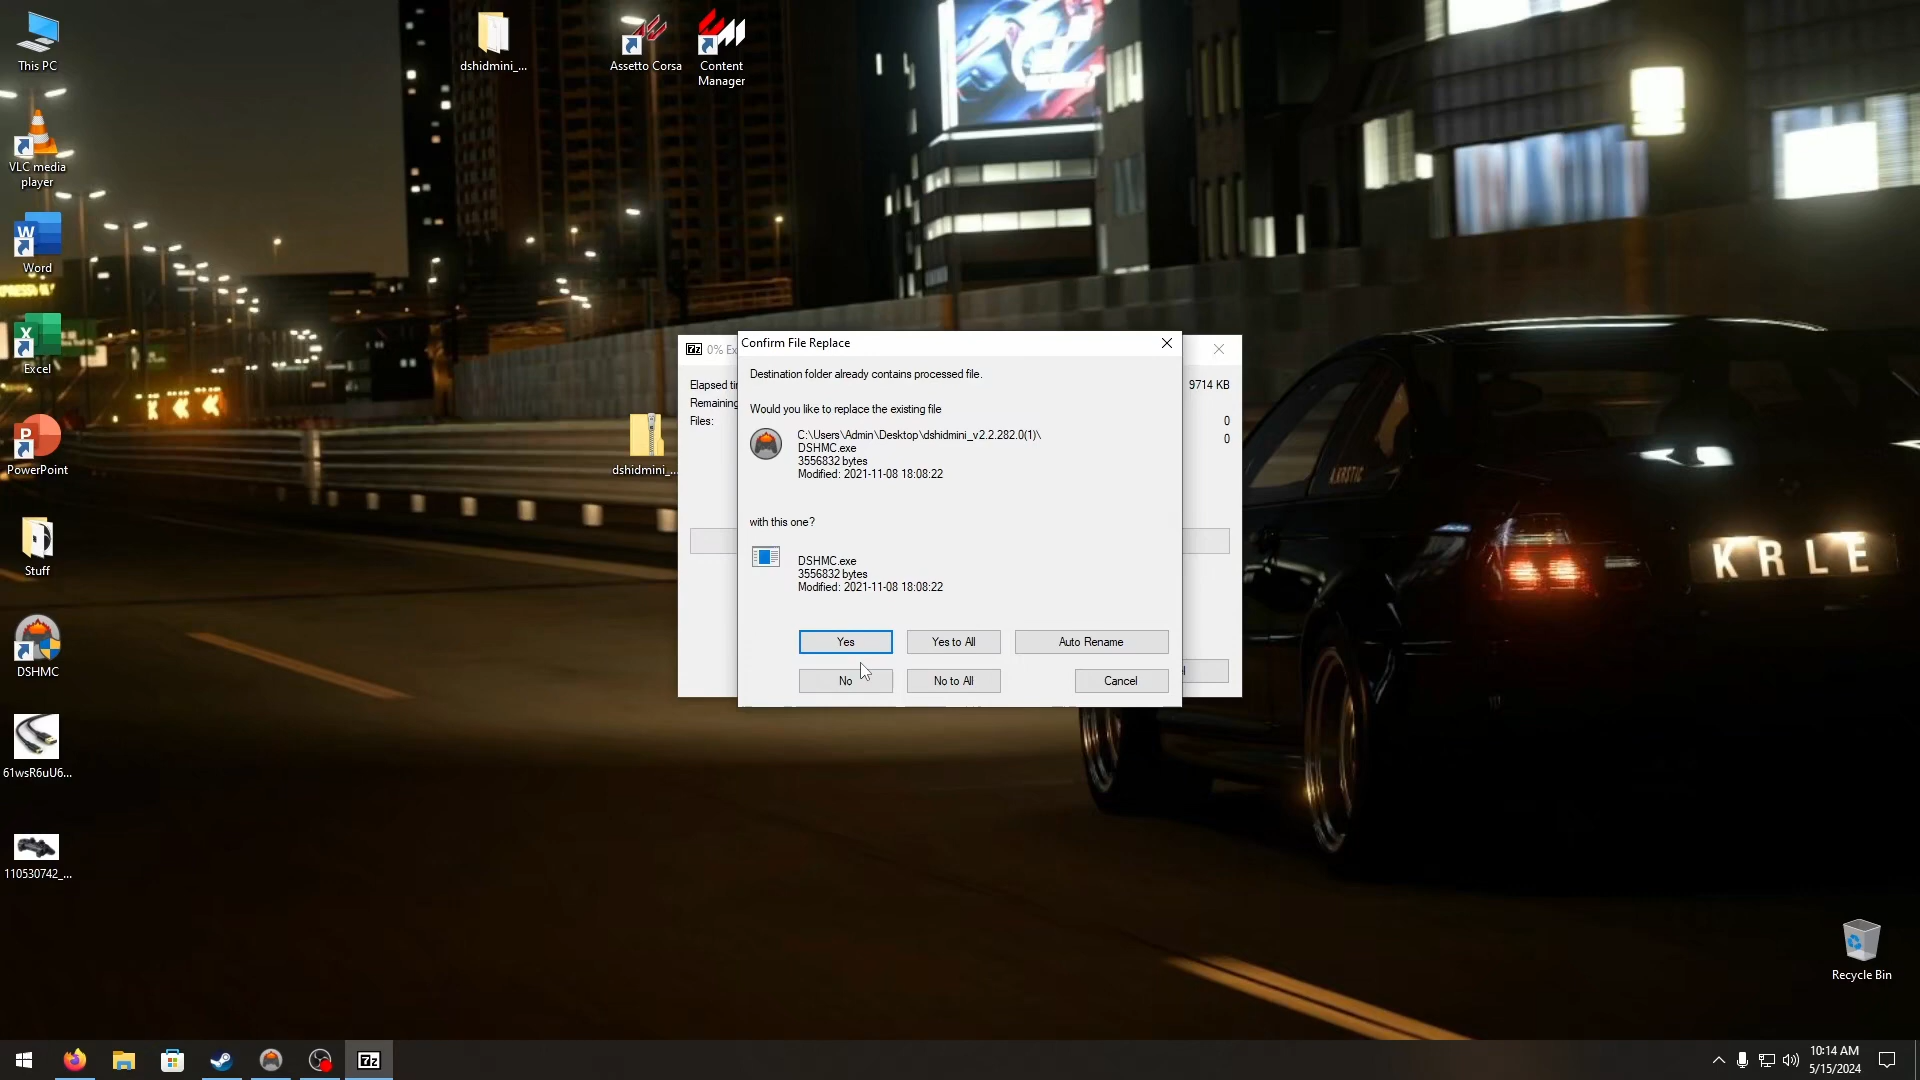 This PC
dshidmini_...
Assetto Corsa
Content
Manager
VLC media
player
Word
Excel
PowerPoint
Stuff
DSHMC
61wsR6uU6...
110530742_...
dshidmini_...
7z 0% Ex
Elapsed ti
9714 KB
Remaining
Files:
0
0
Confirm File Replace
Destination folder already contains processed file.
Would you like to replace the existing file
C:\Users\Admin\Desktop\dshidmini_v2.2.282.0(1)\
DSHMC.exe
3556832 bytes
Modified: 2021-11-08 18:08:22
with this one?
DSHMC.exe
3556832 bytes
Modified: 2021-11-08 18:08:22
Yes
Yes to All
Auto Rename
No
No to All
Cancel
A.KRSTIC
KRLE
Recycle Bin
7z
10:14 AM
5/15/2024